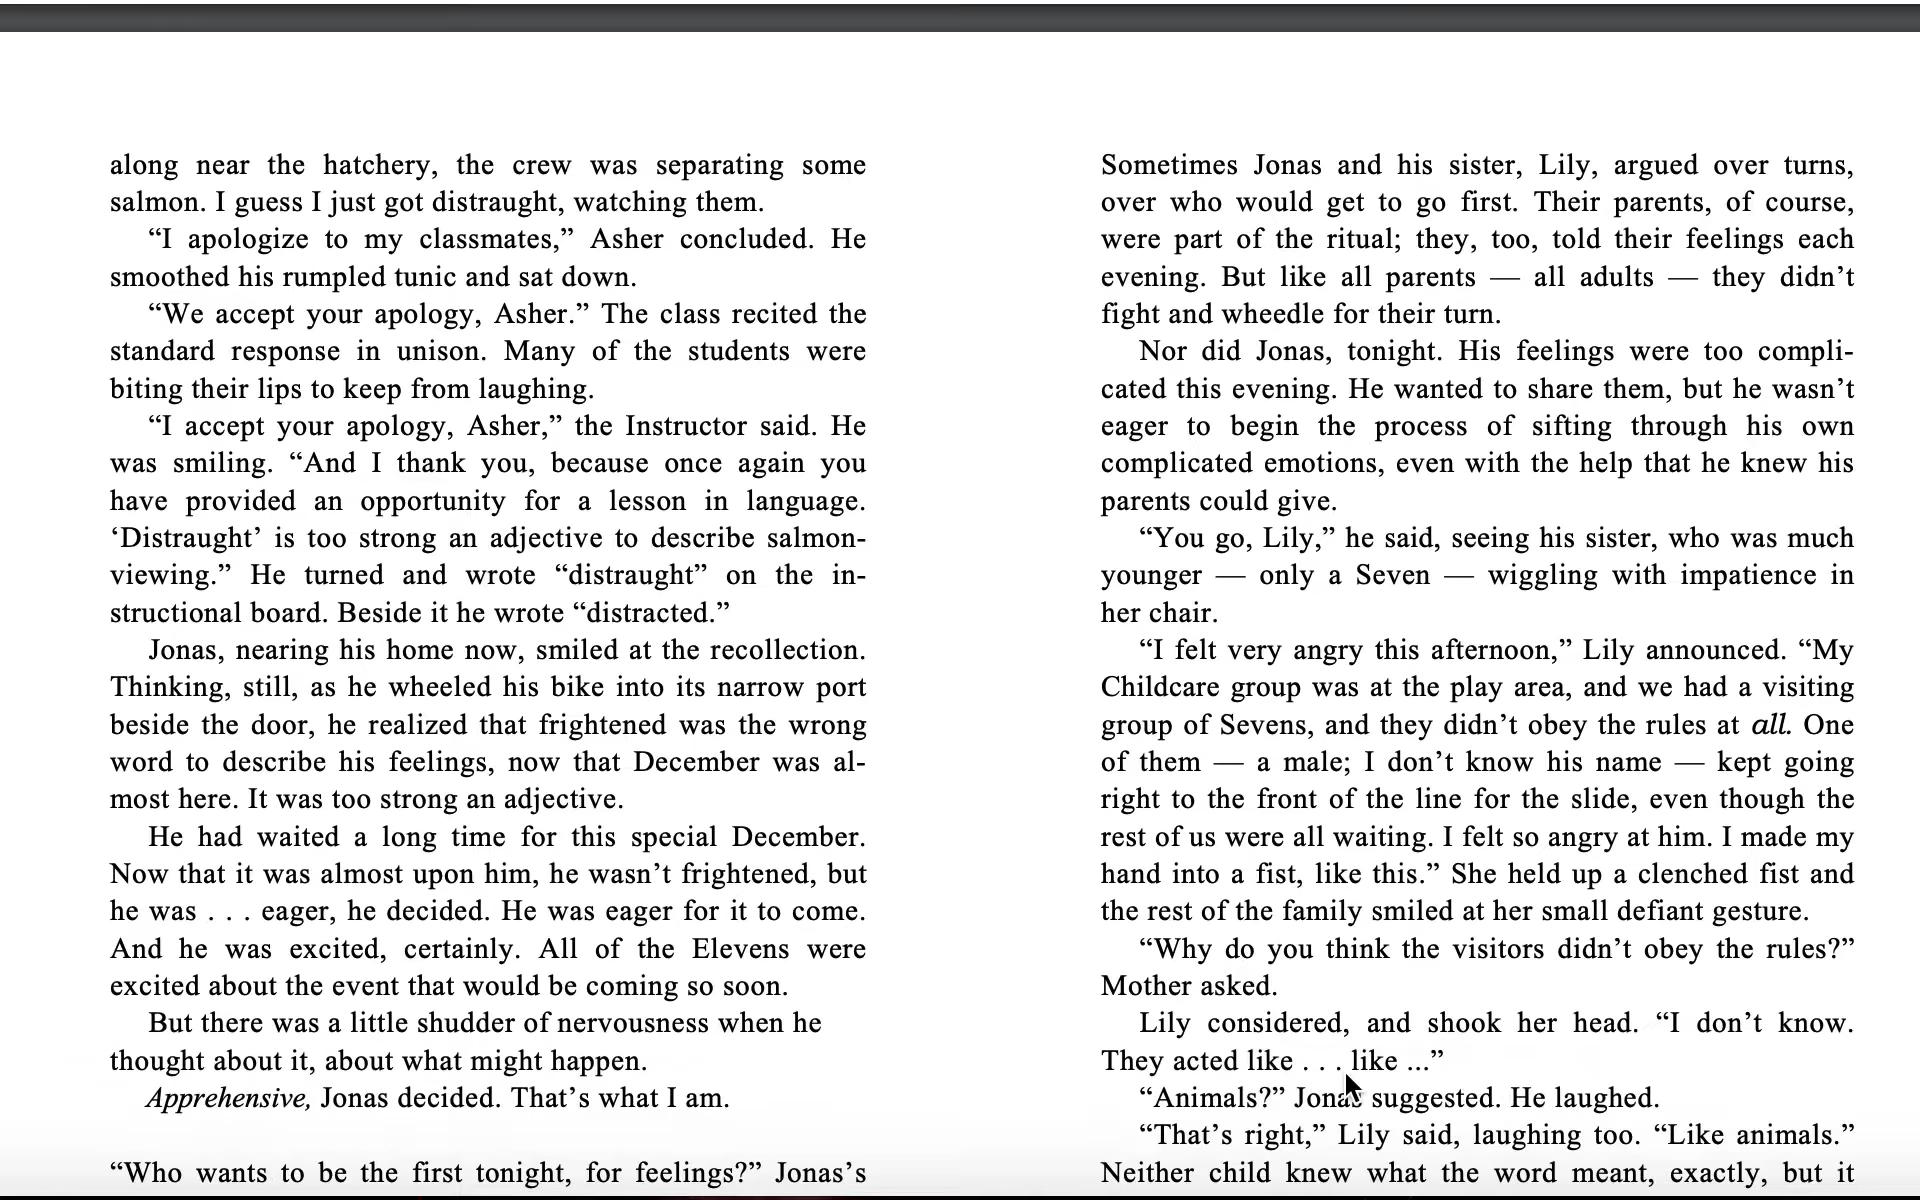 along near the hatchery, the crew was separating some
salmon. I guess I just got distraught, watching them.
“I apologize to my classmates,” Asher concluded. He
smoothed his rumpled tunic and sat down.
“We accept your apology, Asher.” The class recited the
standard response in unison. Many of the students were
biting their lips to keep from laughing.
“I accept your apology, Asher,” the Instructor said. He
was smiling. “And I thank you, because once again you
have provided an opportunity for a lesson in language.
‘Distraught’ is too strong an adjective to describe salmon-
viewing.” He turned and wrote “distraught” on the in-
structional board. Beside it he wrote “distracted.”
Jonas, nearing his home now, smiled at the recollection.
Thinking, still, as he wheeled his bike into its narrow port
beside the door, he realized that frightened was the wrong
word to describe his feelings, now that December was al-
most here. It was too strong an adjective.
He had waited a long time for this special December.
Now that it was almost upon him, he wasn’t frightened, but
he was . . . eager, he decided. He was eager for it to come.
And he was excited, certainly. All of the Elevens were
excited about the event that would be coming so soon.
But there was a little shudder of nervousness when he
thought about it, about what might happen.
Apprehensive, Jonas decided. That’s what I am.
“Who wants to be the first tonight, for feelings?” Jonas’s
Sometimes Jonas and his sister, Lily, argued over turns,
over who would get to go first. Their parents, of course,
were part of the ritual; they, too, told their feelings each
evening. But like all parents — all adults — they didn’t
fight and wheedle for their turn.
Nor did Jonas, tonight. His feelings were too compli-
cated this evening. He wanted to share them, but he wasn’t
eager to begin the process of sifting through his own
complicated emotions, even with the help that he knew his
parents could give.
“You go, Lily,” he said, seeing his sister, who was much
younger — only a Seven — wiggling with impatience in
her chair.
“I felt very angry this afternoon,” Lily announced. “My
Childcare group was at the play area, and we had a visiting
group of Sevens, and they didn’t obey the rules at all. One
of them — a male; I don’t know his name — kept going
right to the front of the line for the slide, even though the
rest of us were all waiting. I felt so angry at him. I made my
hand into a fist, like this.” She held up a clenched fist and
the rest of the family smiled at her small defiant gesture.
“Why do you think the visitors didn’t obey the rules?”
Mother asked.
Lily considered, and shook her head. “I don’t know.
They acted like . . . like ...”
“Animals?” Jonas suggested. He laughed.
“That’s right,” Lily said, laughing too. “Like animals.”
Neither child knew what the word meant, exactly, but it